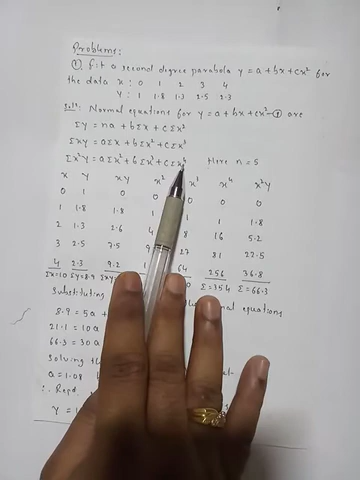 Problems:
① fit a second degree parabola y = a + bx + cx² for
the data x : 0 1 2 3 4
Y : 1 1.8 1.3 2.5 2.3
Solⁿ: Normal equations for y = a + bx + cx² -① are
ΣY = na + bΣx + cΣx²
Σxy = aΣx + bΣx² + cΣx³
Σx²Y = aΣx² + bΣx³ + cΣx⁴ Here n = 5
x Y xY x² x³ x⁴ x²Y
0 1 0 0 0 0 0
1 1.8 1.8 1 1 1.8
2 1.3 2.6 4 8 16 5.2
3 2.5 7.5 9 27 81 22.5
4 2.3 9.2 1 64 256 36.8
Σx=10 ΣY=8.9 Σxy Σ=354 Σ=66.3
Substituting equations
8.9 = 5a +
21.1 = 10a
66.3 = 30a
Solving
a = 1.08
∴ Reqd.
Y = 1